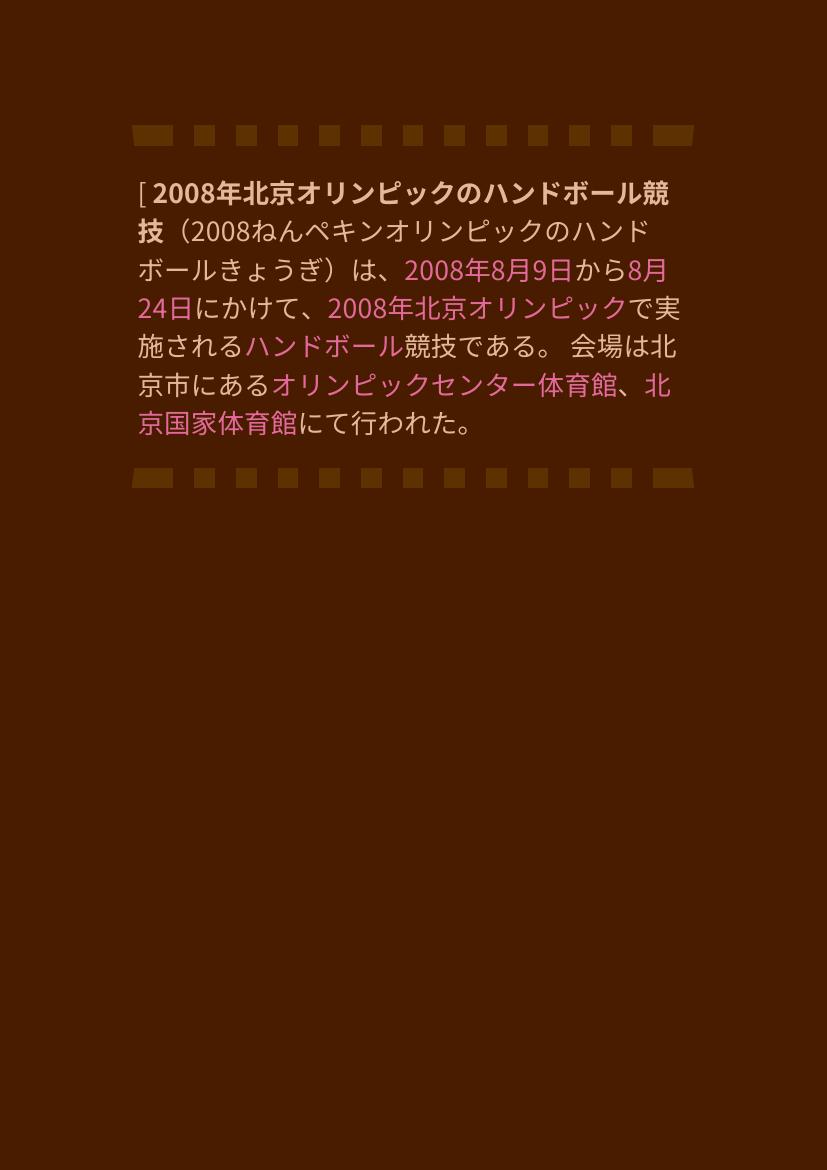 [ 2008年北京オリンピックのハンドボール競
技（2008ねんペキンオリンピックのハンド
ボールきょうぎ）は、2008年8月9日から8月
24日にかけて、2008年北京オリンピックで実
施されるハンドボール競技である。 会場は北
京市にあるオリンピックセンター体育館、北
京国家体育館にて行われた。